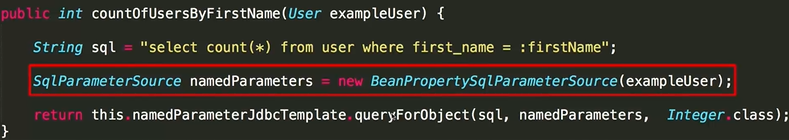 public int countOfUsersByFirstName(User exampleUser) {
String sql = "select count(*) from user where first_name = :firstName";
SqlParameterSource namedParameters = new BeanPropertySqlParameterSource(exampleUser);
return this.namedParameterJdbcTemplate.queryForObject(sql, namedParameters,  Integer.class);
}